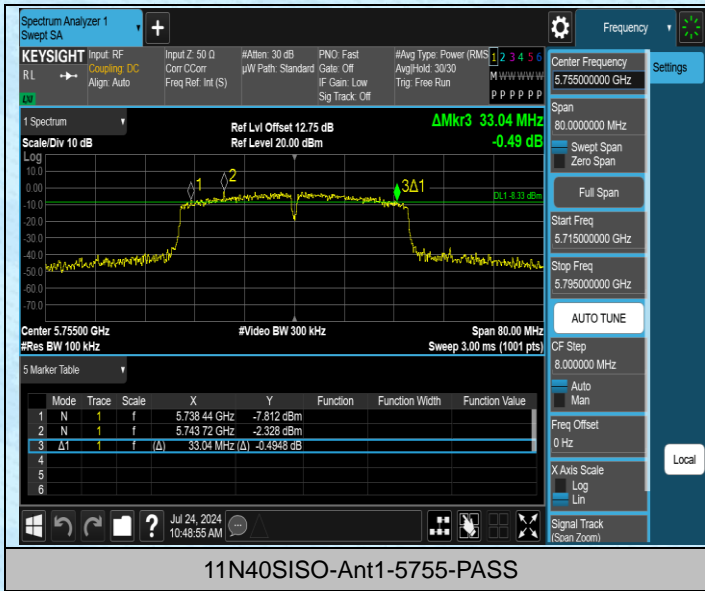 Spectrum Analyzer 1
Swept SA
Frequency
KEYSIGHT Input: RF Input Z: 50 Ω #Atten: 30 dB PNO: Fast #Avg Type: Power (RMS 1 2 3 4 5 6
RL Coupling: DC Corr CCorr µW Path: Standard Gate: Off Avg|Hold: 30/30 M W W W W W
Align: Auto Freq Ref: Int (S) IF Gain: Low Trig: Free Run
Sig Track: Off P P P P P P
LXI
1 Spectrum
Scale/Div 10 dB
Ref Lvl Offset 12.75 dB
Ref Level 20.00 dBm
ΔMkr3 33.04 MHz
-0.49 dB
Log
10.0
0.00
-10.0
-20.0
-30.0
-40.0
-50.0
-60.0
-70.0
1
2
3Δ1
DL1 -8.33 dBm
Center 5.75500 GHz #Video BW 300 kHz Span 80.00 MHz
#Res BW 100 kHz Sweep 3.00 ms (1001 pts)
5 Marker Table
Mode Trace Scale X Y Function Function Width Function Value
1 N 1 f 5.738 44 GHz -7.812 dBm
2 N 1 f 5.743 72 GHz -2.328 dBm
3 Δ1 1 f (Δ) 33.04 MHz (Δ) -0.4948 dB
4
5
6
Jul 24, 2024
10:48:55 AM
Center Frequency
5.755000000 GHz
Span
80.0000000 MHz
Swept Span
Zero Span
Full Span
Start Freq
5.715000000 GHz
Stop Freq
5.795000000 GHz
AUTO TUNE
CF Step
8.000000 MHz
Auto
Man
Freq Offset
0 Hz
X Axis Scale
Log
Lin
Signal Track
(Span Zoom)
Settings
Local
11N40SISO-Ant1-5755-PASS